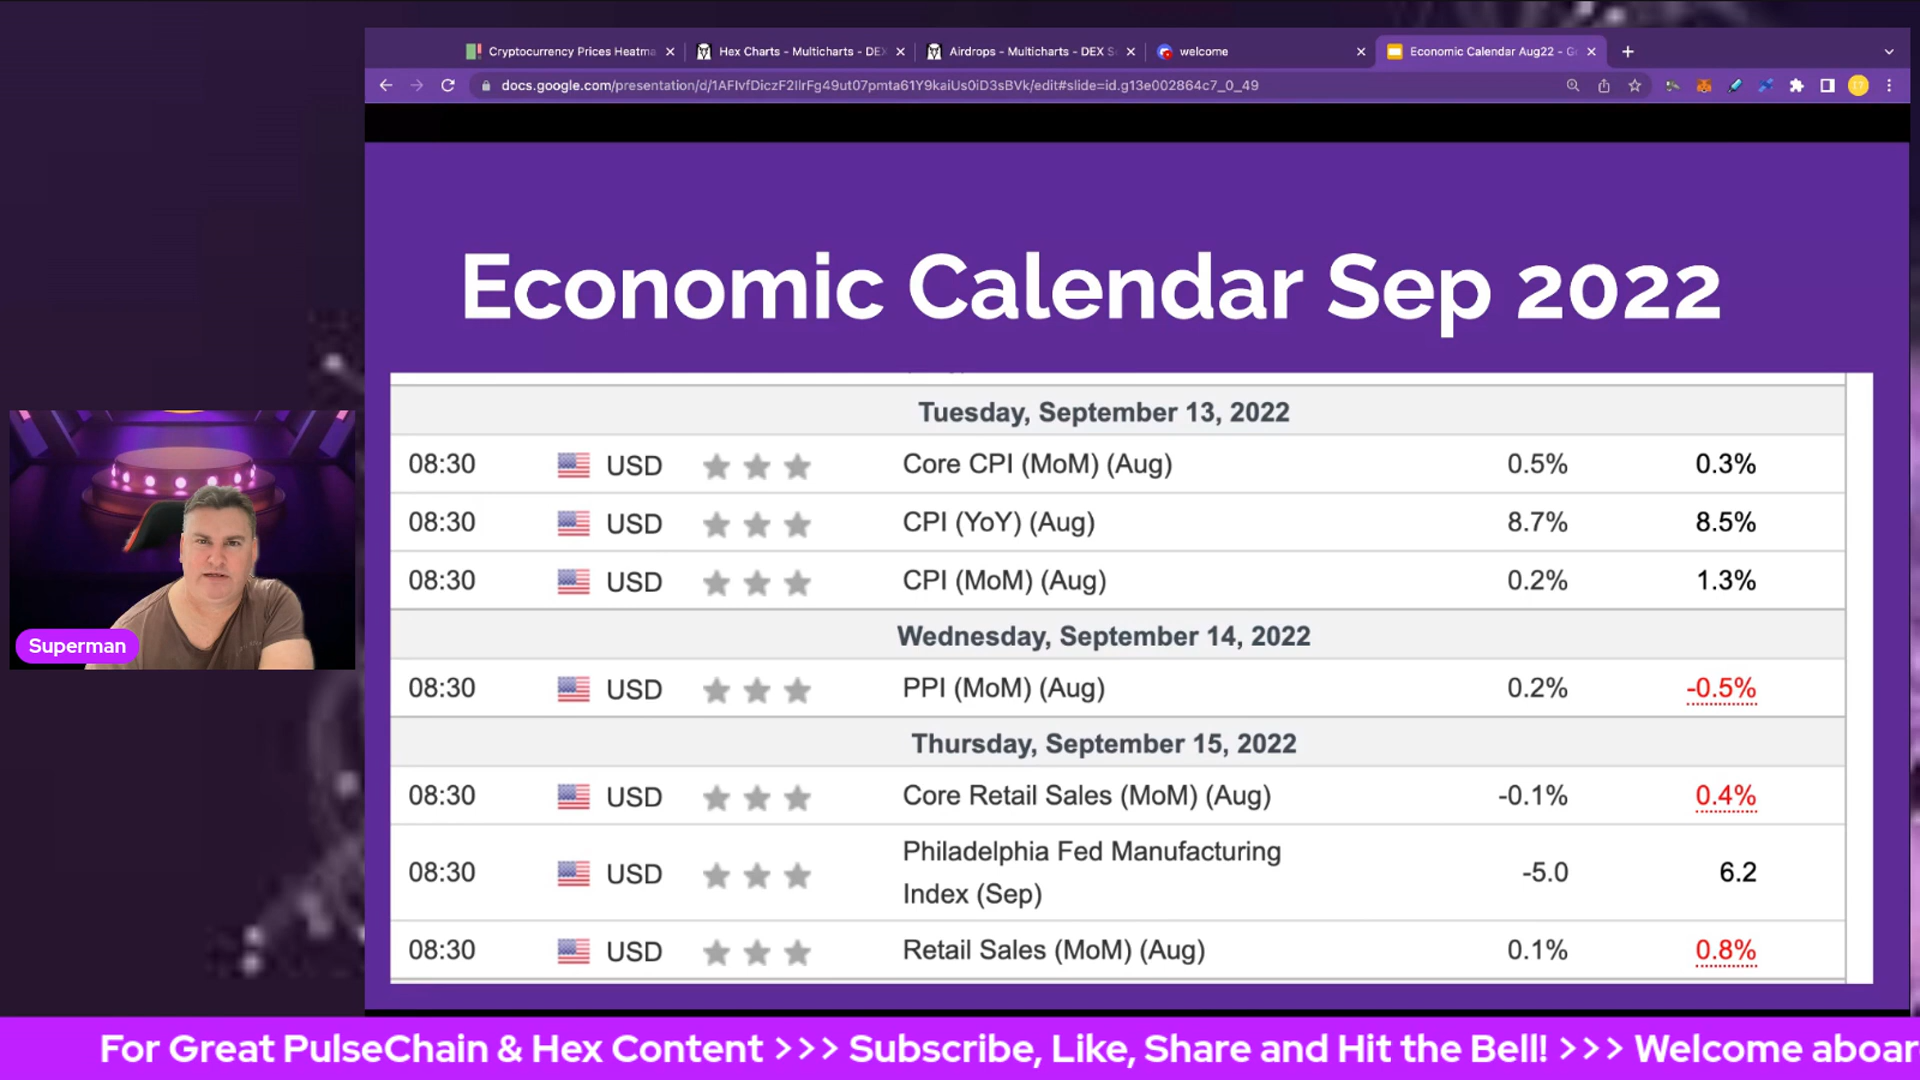 Cryptocurrency Prices Heatma
Hex Charts - Multicharts - DEX
Airdrops - Multicharts - DEX S
welcome
Economic Calendar Aug22 - G
docs.google.com/presentation/d/1AFIvfDiczF2IlrFg49ut07pmta61Y9kaiUs0iD3sBVk/edit#slide=id.g13e002864c7_0_49
Economic Calendar Sep 2022
Tuesday, September 13, 2022
08:30 USD Core CPI (MoM) (Aug) 0.5% 0.3%
08:30 USD CPI (YoY) (Aug) 8.7% 8.5%
08:30 USD CPI (MoM) (Aug) 0.2% 1.3%
Wednesday, September 14, 2022
08:30 USD PPI (MoM) (Aug) 0.2% -0.5%
Thursday, September 15, 2022
08:30 USD Core Retail Sales (MoM) (Aug) -0.1% 0.4%
08:30 USD Philadelphia Fed Manufacturing
Index (Sep) -5.0 6.2
08:30 USD Retail Sales (MoM) (Aug) 0.1% 0.8%
Superman
For Great PulseChain & Hex Content >>> Subscribe, Like, Share and Hit the Bell! >>> Welcome aboar